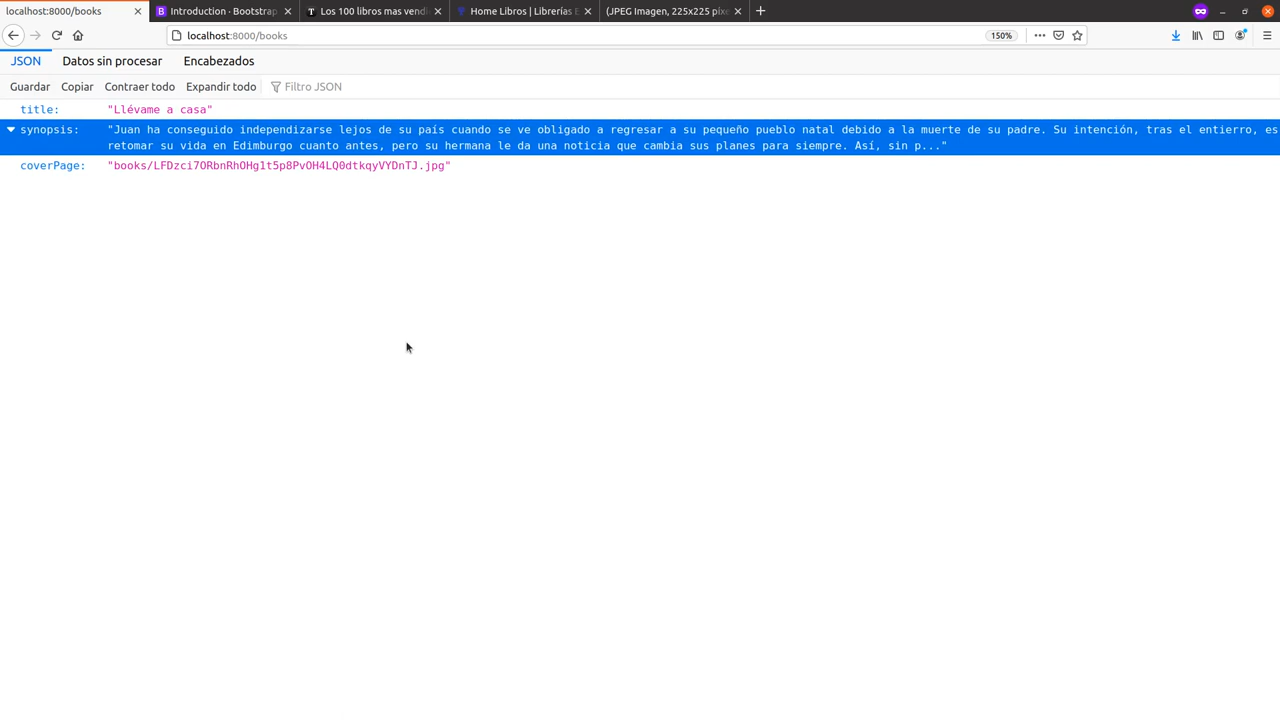 localhost:8000/books
Introduction · Bootstrap
Los 100 libros mas vendi
Home Libros | Librerías E
(JPEG Imagen, 225x225 píxe
localhost:8000/books
150%
JSON
Datos sin procesar
Encabezados
Guardar
Copiar
Contraer todo
Expandir todo
Filtro JSON
title: "Llévame a casa"
synopsis: "Juan ha conseguido independizarse lejos de su país cuando se ve obligado a regresar a su pequeño pueblo natal debido a la muerte de su padre. Su intención, tras el entierro, es
retomar su vida en Edimburgo cuanto antes, pero su hermana le da una noticia que cambia sus planes para siempre. Así, sin p..."
coverPage: "books/LFDzci7ORbnRhOHg1t5p8PvOH4LQ0dtkqyVYDnTJ.jpg"